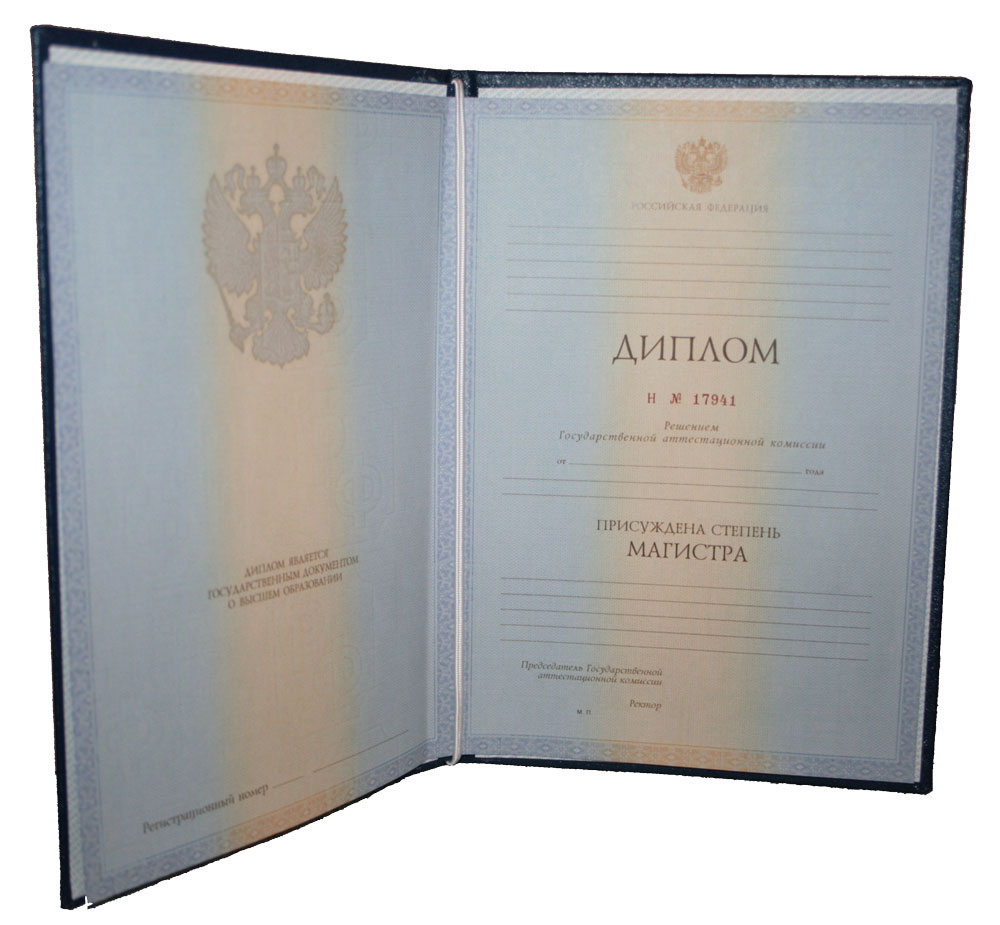 ДИПЛОМ ЯВЛЯЕТСЯ
ГОСУДАРСТВЕННЫМ ДОКУМЕНТОМ
О ВЫСШЕМ ОБРАЗОВАНИИ
Регистрационный номер
РОССИЙСКАЯ ФЕДЕРАЦИЯ
ДИПЛОМ
Н № 17941
Решением
Государственной аттестационной комиссии
от года
ПРИСУЖДЕНА СТЕПЕНЬ
МАГИСТРА
Председатель Государственной
аттестационной комиссии
Ректор
М. П.